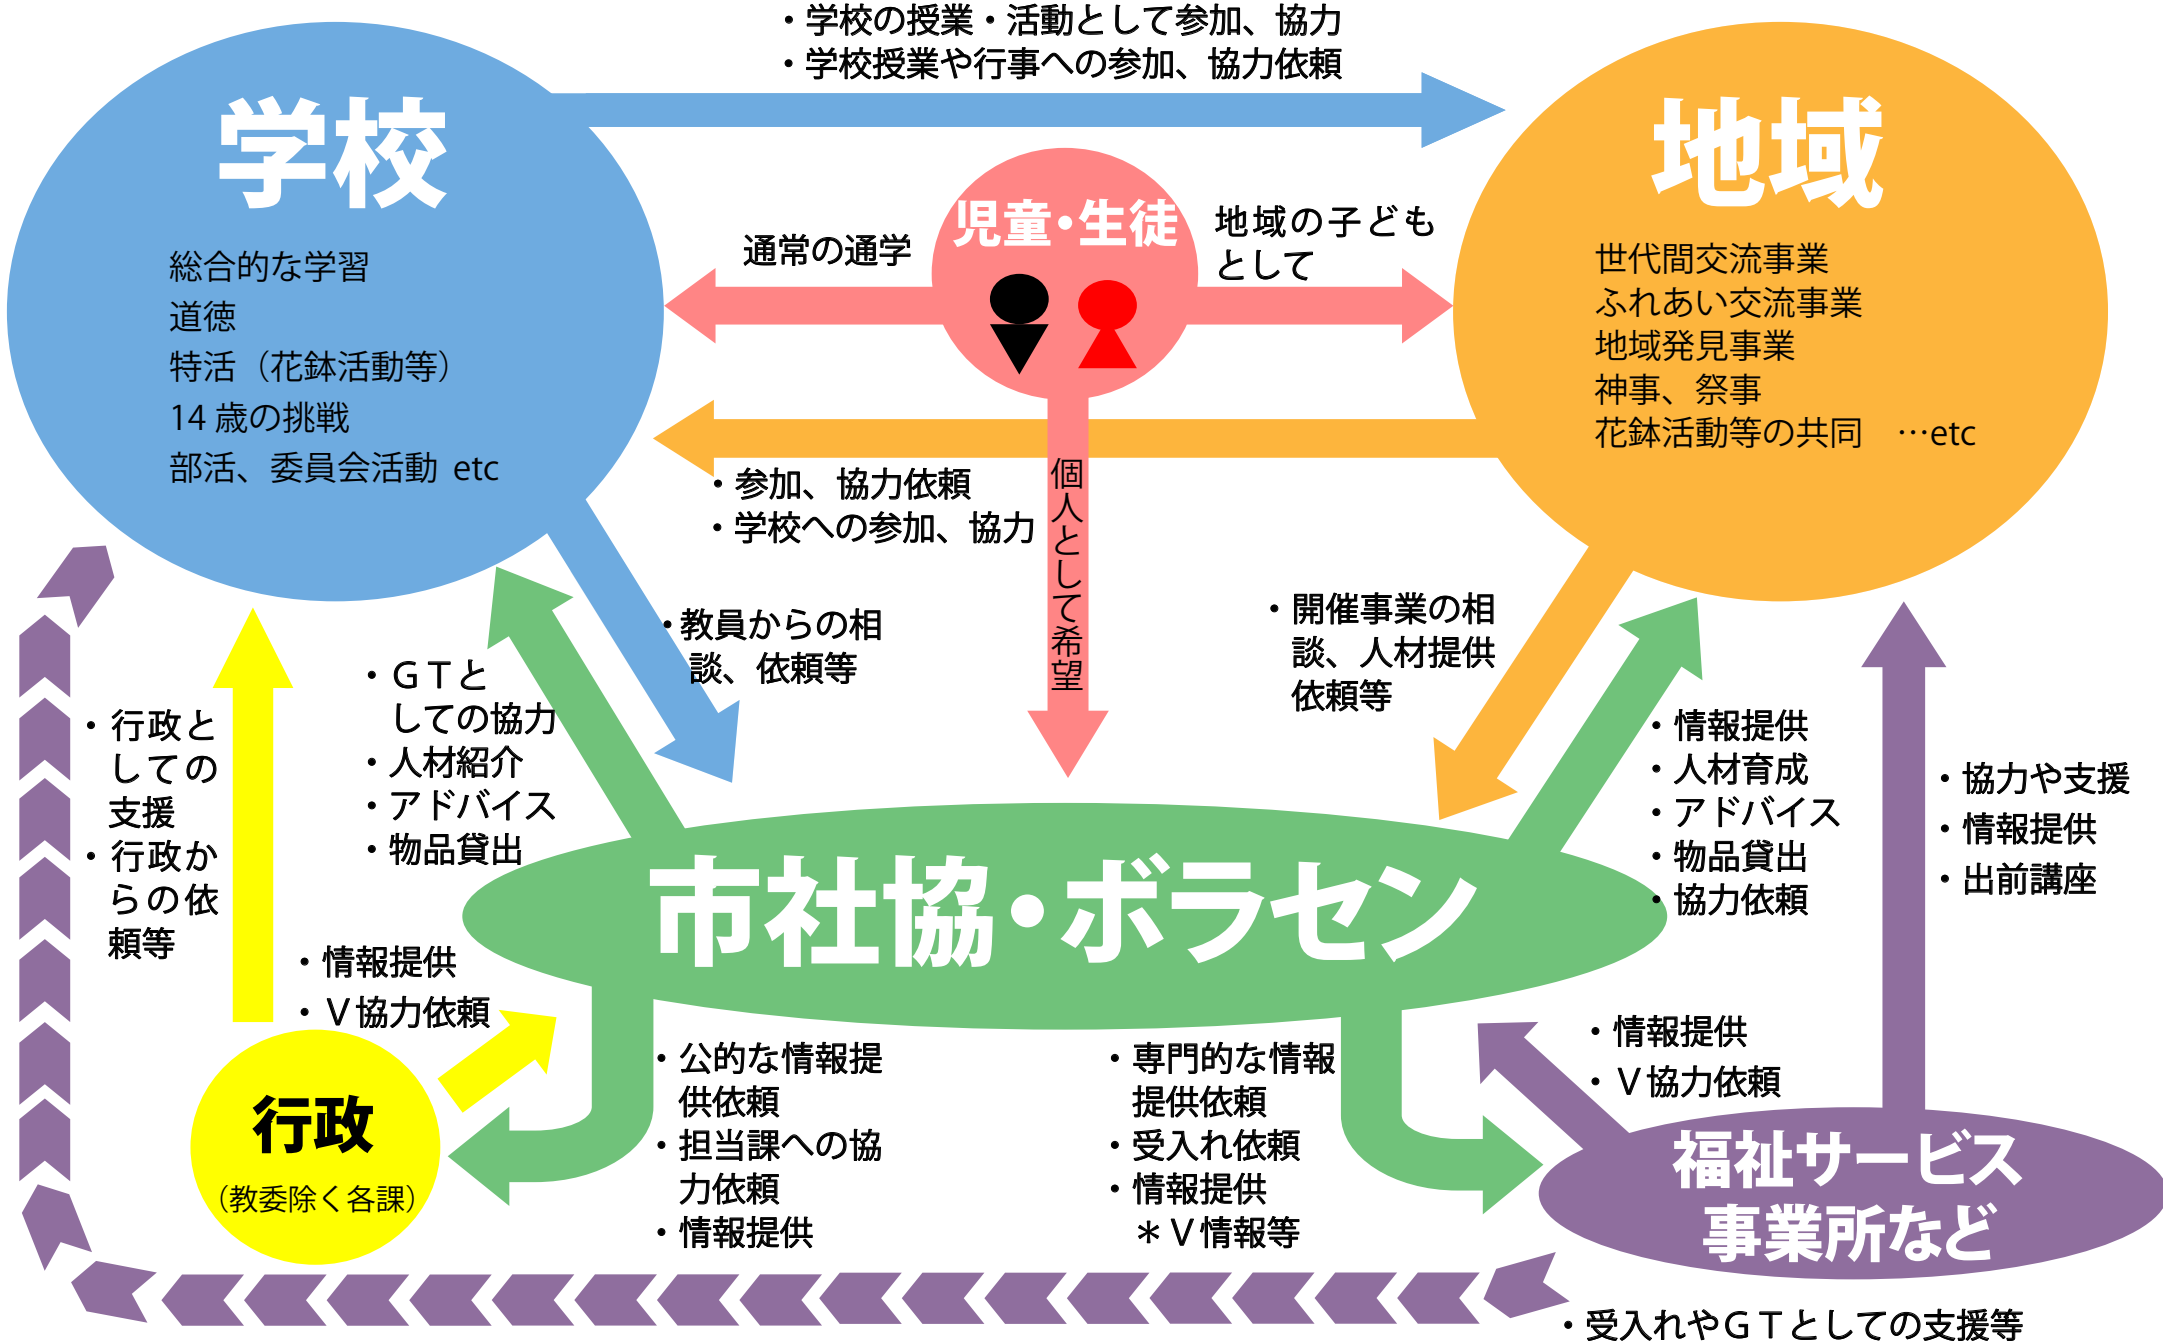 ・学校の授業・活動として参加、協力
・学校授業や行事への参加、協力依頼
学校
総合的な学習
道徳
特活（花鉢活動等）
14 歳の挑戦
部活、委員会活動 etc
通常の通学
児童・生徒
地域の子ども
として
地域
世代間交流事業
ふれあい交流事業
地域発見事業
神事、祭事
花鉢活動等の共同　…etc
・参加、協力依頼
・学校への参加、協力
個人として希望
・教員からの相
談、依頼等
・開催事業の相
談、人材提供
依頼等
・行政と
しての
支援
・行政か
らの依
頼等
・ＧＴと
しての協力
・人材紹介
・アドバイス
・物品貸出
・情報提供
・人材育成
・アドバイス
・物品貸出
・協力依頼
・協力や支援
・情報提供
・出前講座
市社協・ボラセン
・情報提供
・Ｖ協力依頼
行政
（教委除く各課）
・公的な情報提
供依頼
・担当課への協
力依頼
・情報提供
・専門的な情報
提供依頼
・受入れ依頼
・情報提供
＊Ｖ情報等
・情報提供
・Ｖ協力依頼
福祉サービス
事業所など
・受入れやＧＴとしての支援等